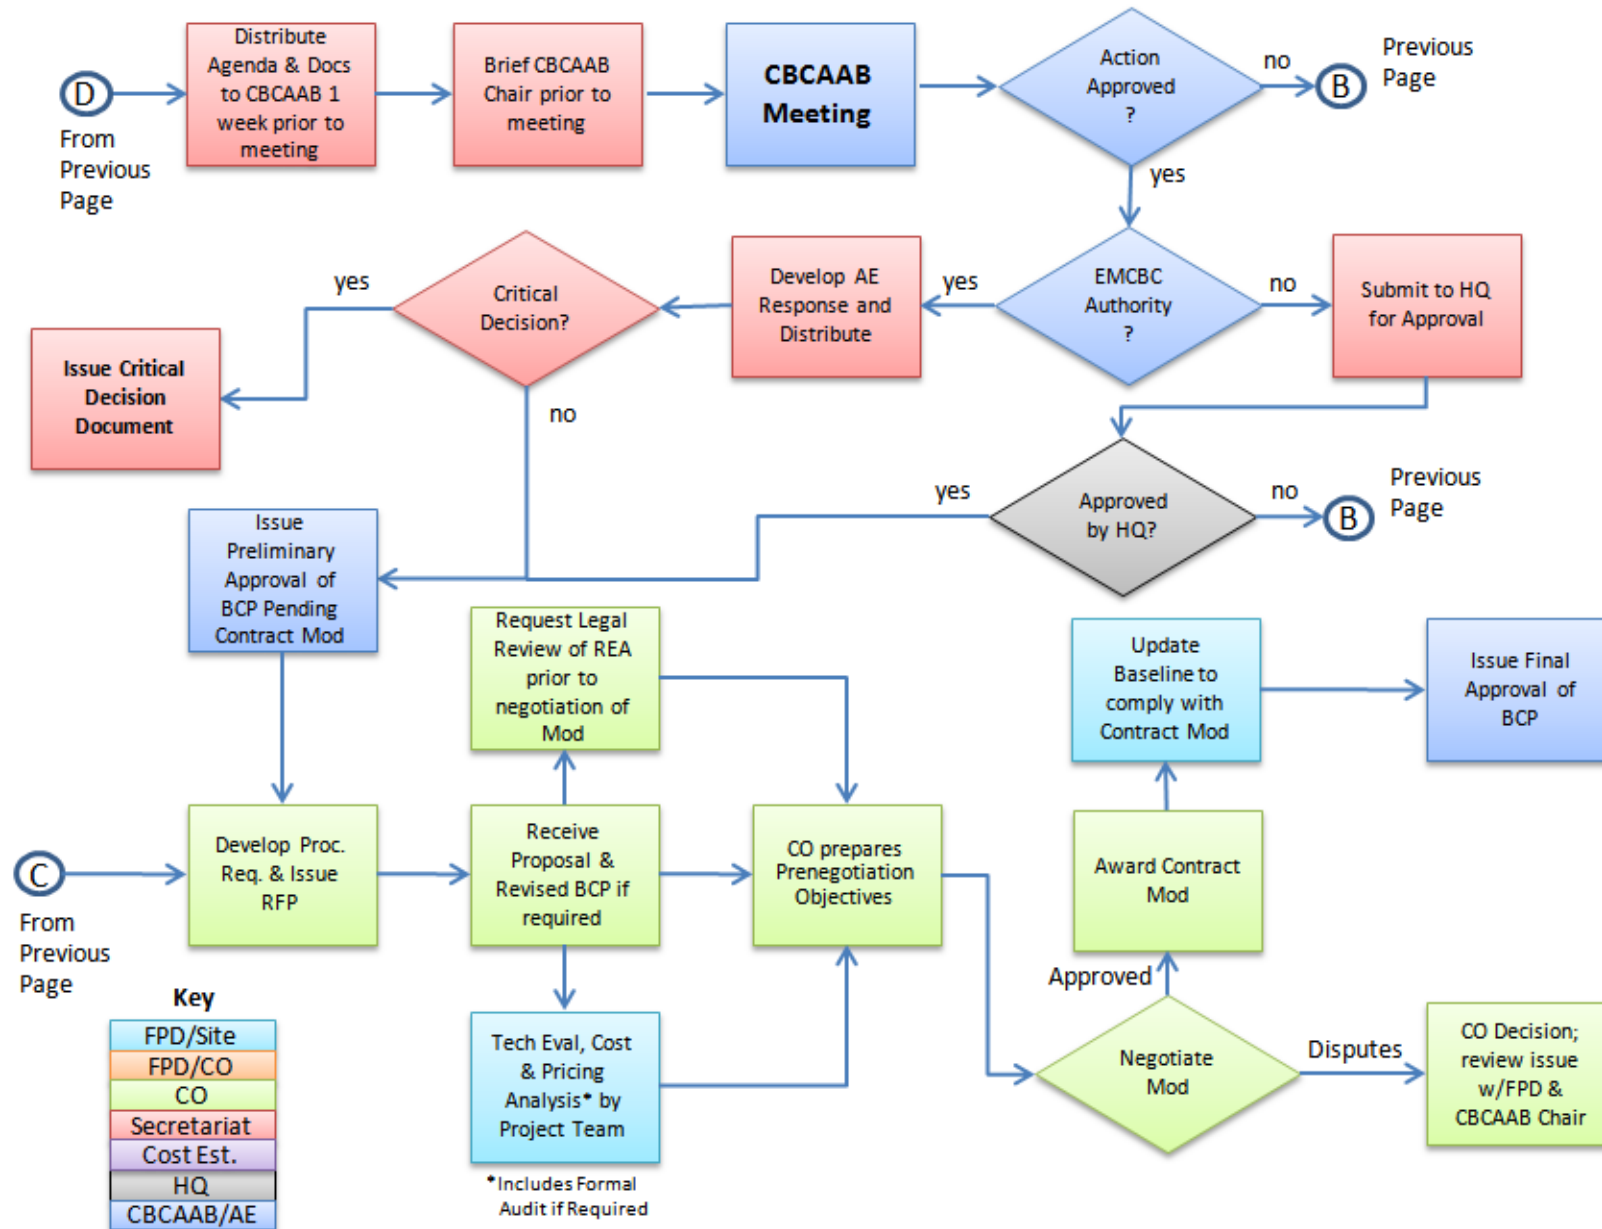 D
From
Previous
Page
Distribute
Agenda & Docs
to CBCAAB 1
week prior to
meeting
Brief CBCAAB
Chair prior to
meeting
CBCAAB
Meeting
Action
Approved
?
no
B
Previous
Page
yes
EMCBC
Authority
?
no
Submit to HQ
for Approval
yes
Develop AE
Response and
Distribute
Critical
Decision?
yes
Issue Critical
Decision
Document
no
Approved
by HQ?
yes
no
B
Previous
Page
Issue
Preliminary
Approval of
BCP Pending
Contract Mod
Request Legal
Review of REA
prior to
negotiation of
Mod
Update
Baseline to
comply with
Contract Mod
Issue Final
Approval of
BCP
C
From
Previous
Page
Develop Proc.
Req. & Issue
RFP
Receive
Proposal &
Revised BCP if
required
CO prepares
Prenegotiation
Objectives
Award Contract
Mod
Approved
Negotiate
Mod
Disputes
CO Decision;
review issue
w/FPD &
CBCAAB Chair
Tech Eval, Cost
& Pricing
Analysis* by
Project Team
*Includes Formal
Audit if Required
Key
FPD/Site
FPD/CO
CO
Secretariat
Cost Est.
HQ
CBCAAB/AE